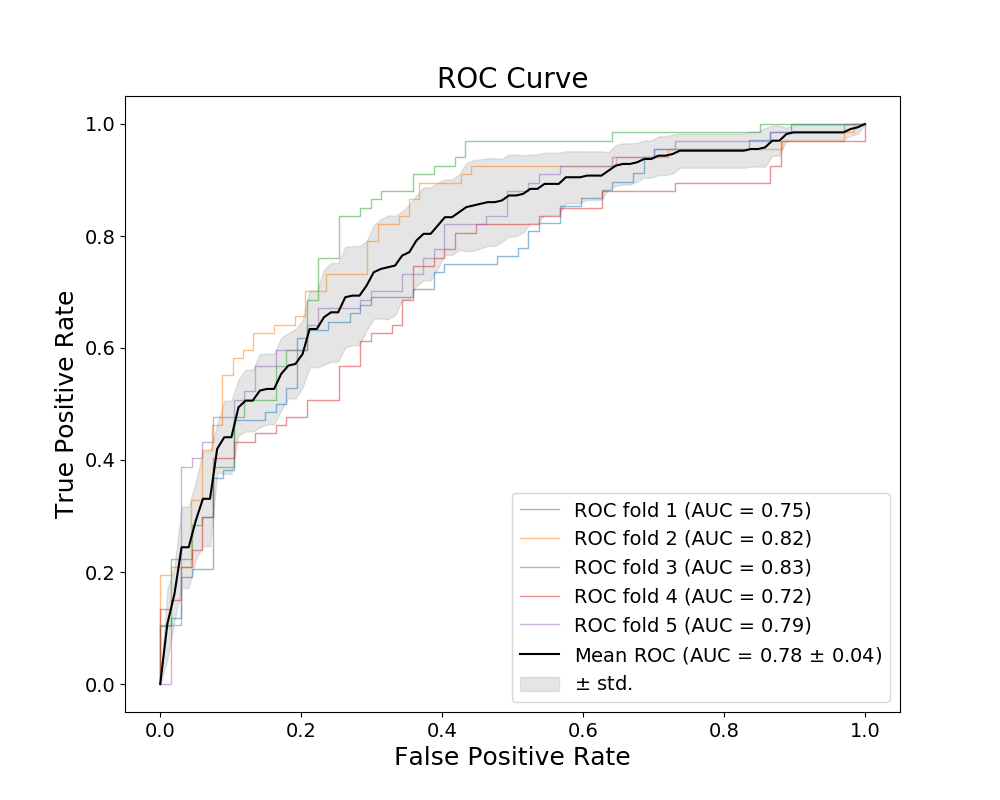 ROC Curve
1.0
0.8
0.6
0.4
0.2
0.0
True Positive Rate
ROC fold 1 (AUC = 0.75)
ROC fold 2 (AUC = 0.82)
ROC fold 3 (AUC = 0.83)
ROC fold 4 (AUC = 0.72)
ROC fold 5 (AUC = 0.79)
Mean ROC (AUC = 0.78 ± 0.04)
± std.
0.0 0.2 0.4 0.6 0.8 1.0
False Positive Rate